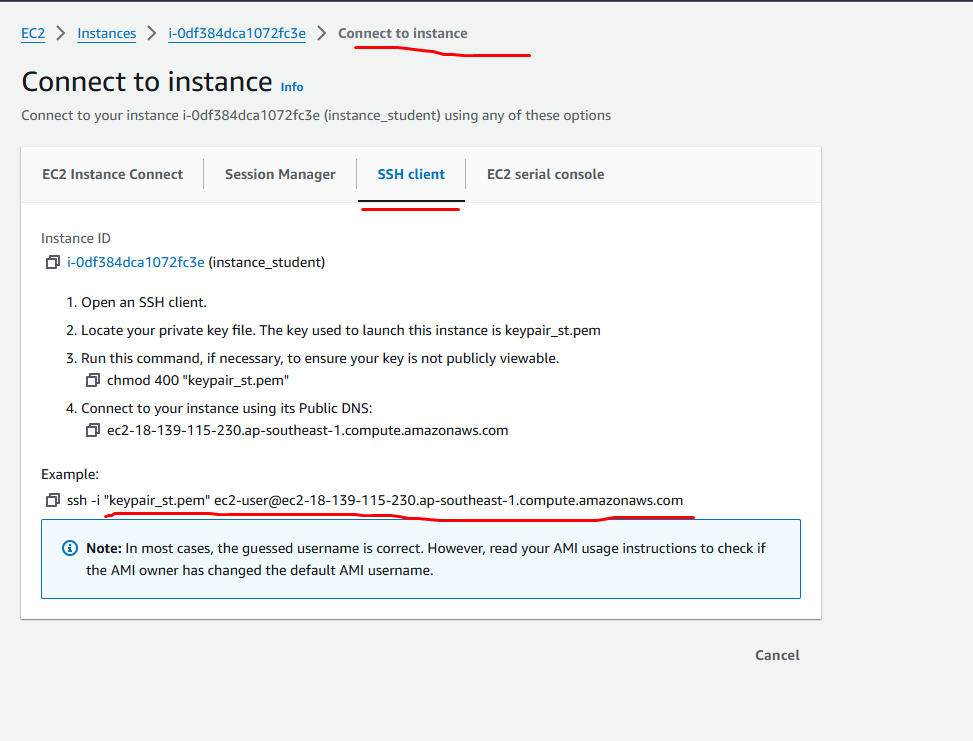 EC2 > Instances > i-0df384dca1072fc3e > Connect to instance
Connect to instance Info
Connect to your instance i-0df384dca1072fc3e (instance_student) using any of these options
EC2 Instance Connect Session Manager SSH client EC2 serial console
Instance ID
i-0df384dca1072fc3e (instance_student)
1. Open an SSH client.
2. Locate your private key file. The key used to launch this instance is keypair_st.pem
3. Run this command, if necessary, to ensure your key is not publicly viewable.
chmod 400 "keypair_st.pem"
4. Connect to your instance using its Public DNS:
ec2-18-139-115-230.ap-southeast-1.compute.amazonaws.com
Example:
ssh -i "keypair_st.pem" ec2-user@ec2-18-139-115-230.ap-southeast-1.compute.amazonaws.com
Note: In most cases, the guessed username is correct. However, read your AMI usage instructions to check if
the AMI owner has changed the default AMI username.
Cancel